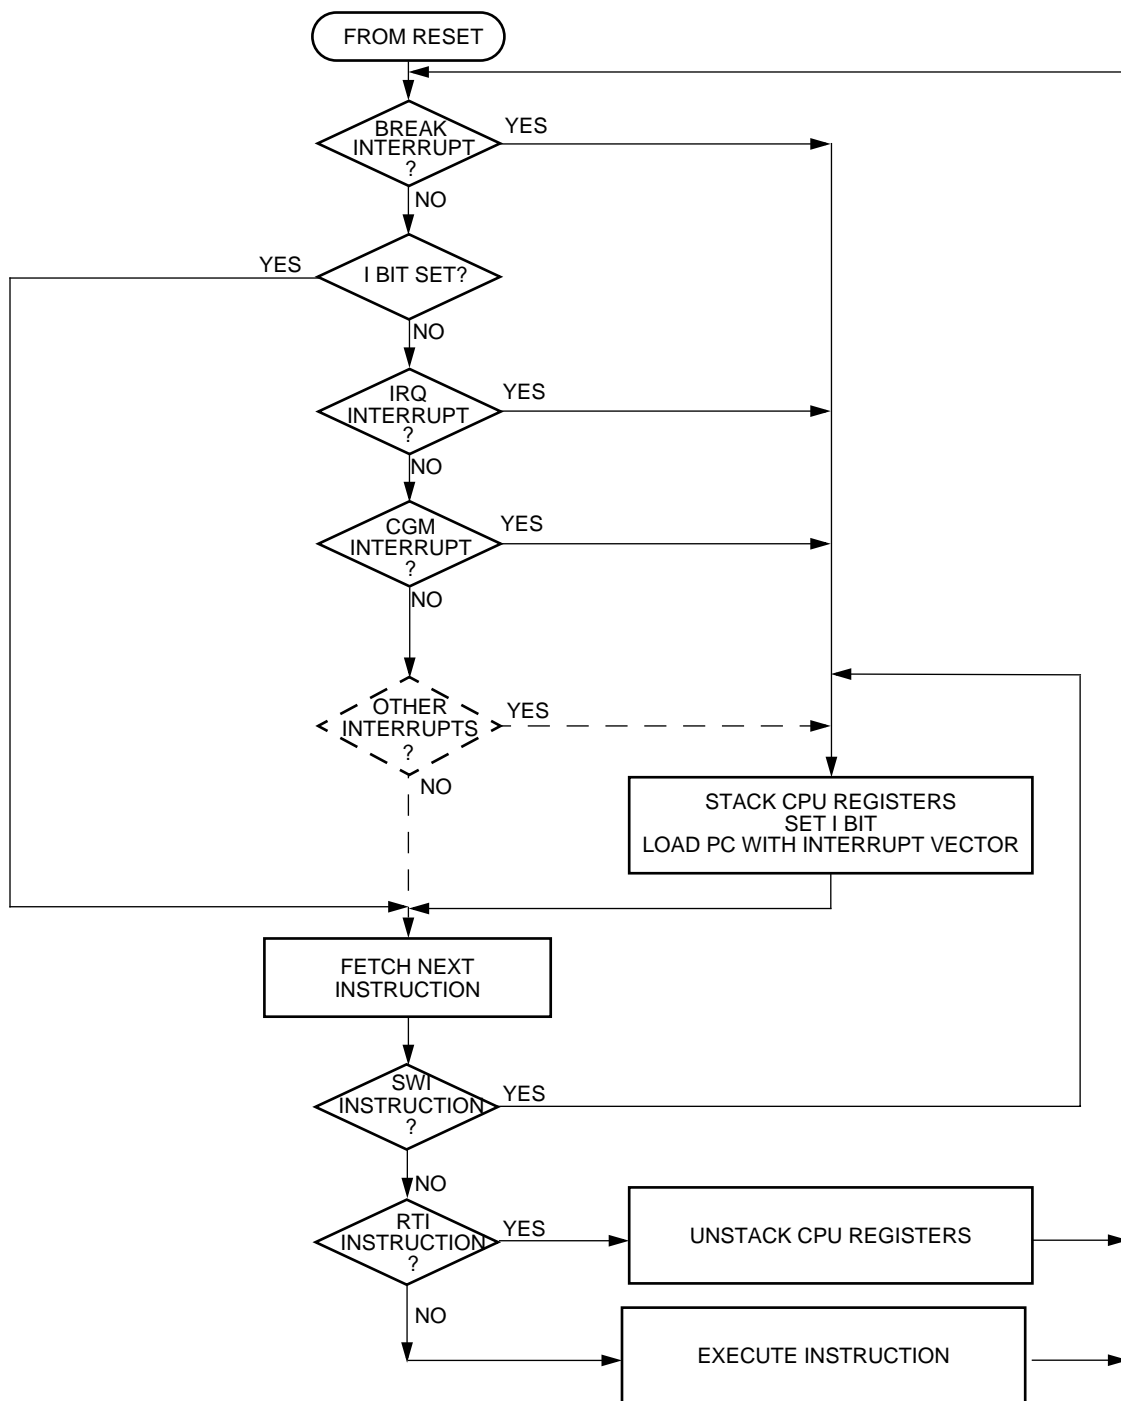 FROM RESET
BREAK
INTERRUPT
?
YES
NO
YES
I BIT SET?
NO
IRQ
INTERRUPT
?
YES
NO
CGM
INTERRUPT
?
YES
NO
OTHER
INTERRUPTS
?
YES
NO
STACK CPU REGISTERS
SET I BIT
LOAD PC WITH INTERRUPT VECTOR
FETCH NEXT
INSTRUCTION
SWI
INSTRUCTION
?
YES
NO
RTI
INSTRUCTION
?
YES
UNSTACK CPU REGISTERS
NO
EXECUTE INSTRUCTION